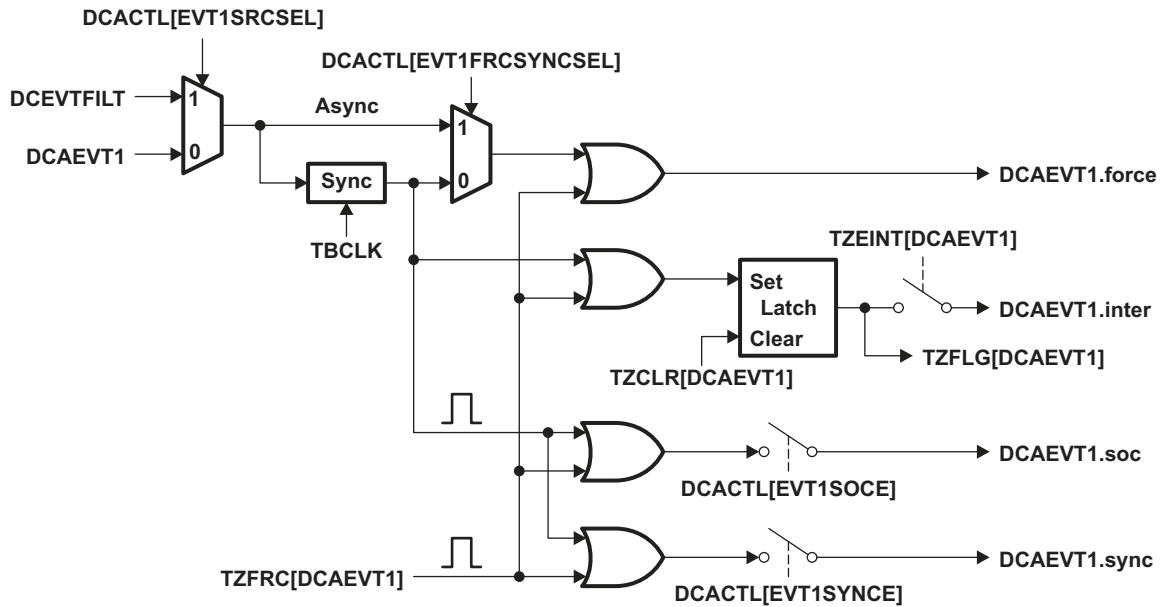 DCACTL[EVT1SRCSEL]
DCACTL[EVT1FRCSYNCSEL]
DCEVTFILT
1
Async
1
DCAEVT1
0
Sync
0
DCAEVT1.force
TBCLK
TZEINT[DCAEVT1]
Set
Latch
DCAEVT1.inter
Clear
TZCLR[DCAEVT1]
TZFLG[DCAEVT1]
DCAEVT1.soc
DCACTL[EVT1SOCE]
DCAEVT1.sync
TZFRC[DCAEVT1]
DCACTL[EVT1SYNCE]